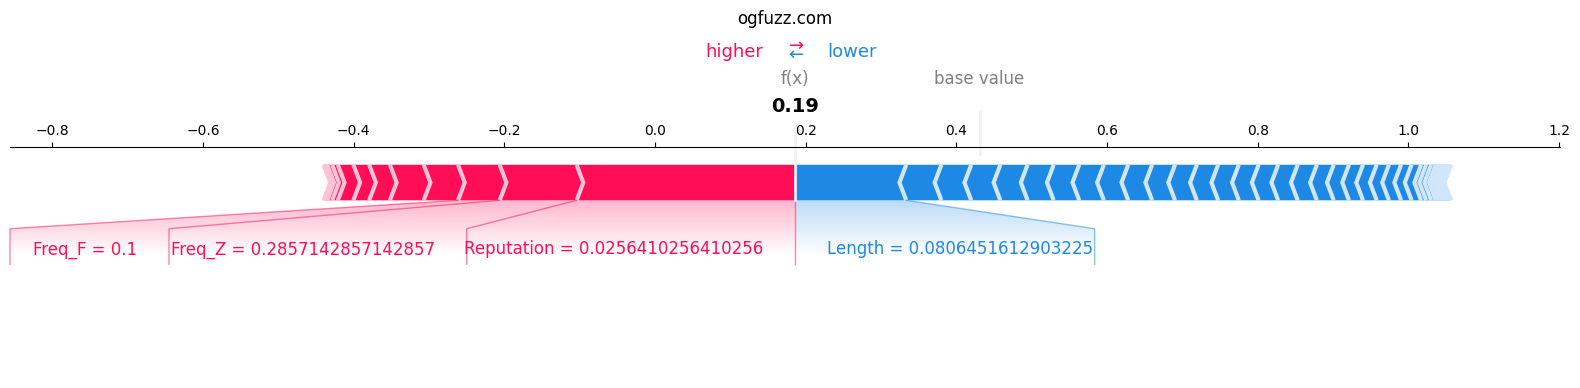 ogfuzz.com
higher ⇄ lower
f(x) base value
0.19
−0.8 −0.6 −0.4 −0.2 0.0 0.2 0.4 0.6 0.8 1.0 1.2
Freq_F = 0.1 Freq_Z = 0.2857142857142857 Reputation = 0.0256410256410256 Length = 0.0806451612903225